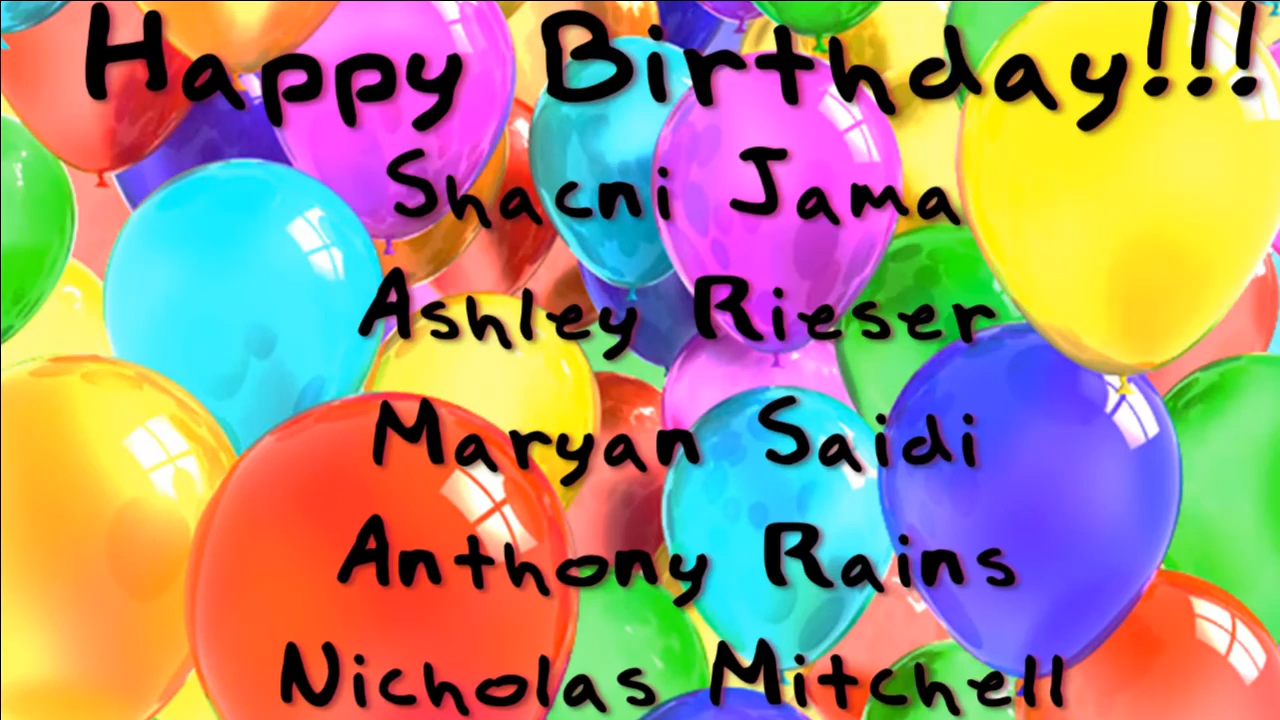 Happy Birthday!!!
Shacni Jama
Ashley Rieser
Maryan Saidi
Anthony Rains
Nicholas Mitchell